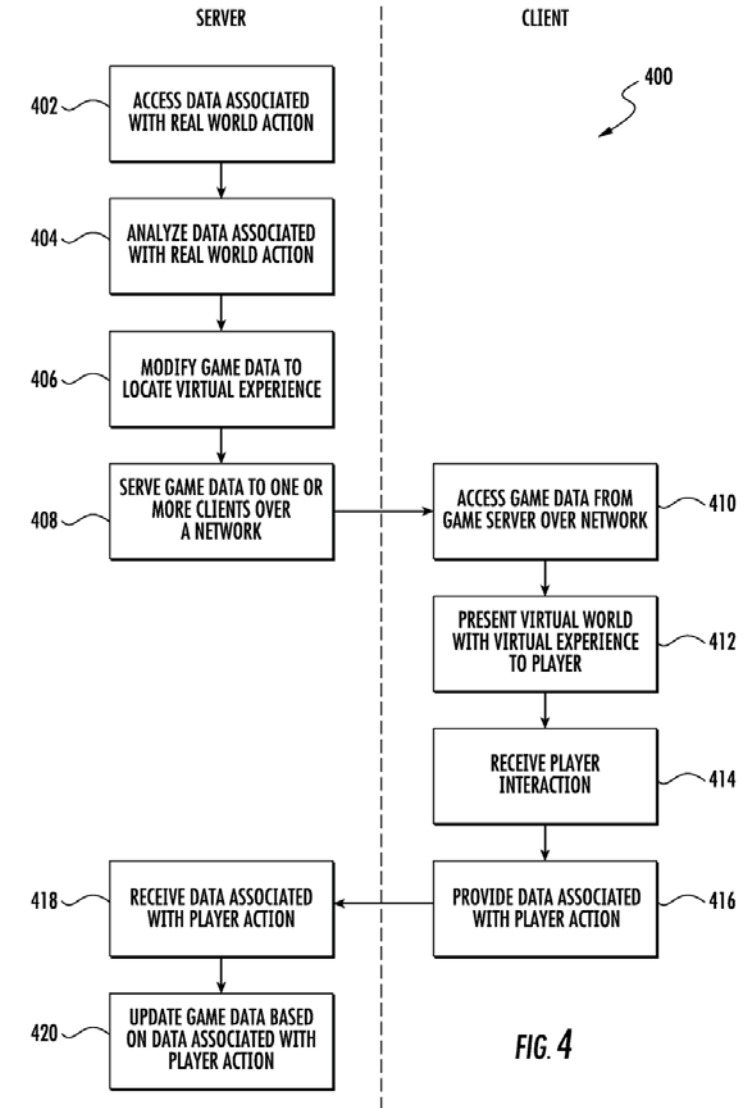 SERVER
CLIENT
400
402
ACCESS DATA ASSOCIATED
WITH REAL WORLD ACTION
404
ANALYZE DATA ASSOCIATED
WITH REAL WORLD ACTION
406
MODIFY GAME DATA TO
LOCATE VIRTUAL EXPERIENCE
408
SERVE GAME DATA TO ONE OR
MORE CLIENTS OVER
A NETWORK
ACCESS GAME DATA FROM
GAME SERVER OVER NETWORK
410
PRESENT VIRTUAL WORLD
WITH VIRTUAL EXPERIENCE
TO PLAYER
412
RECEIVE PLAYER
INTERACTION
414
PROVIDE DATA ASSOCIATED
WITH PLAYER ACTION
416
418
RECEIVE DATA ASSOCIATED
WITH PLAYER ACTION
420
UPDATE GAME DATA BASED
ON DATA ASSOCIATED WITH
PLAYER ACTION
FIG. 4